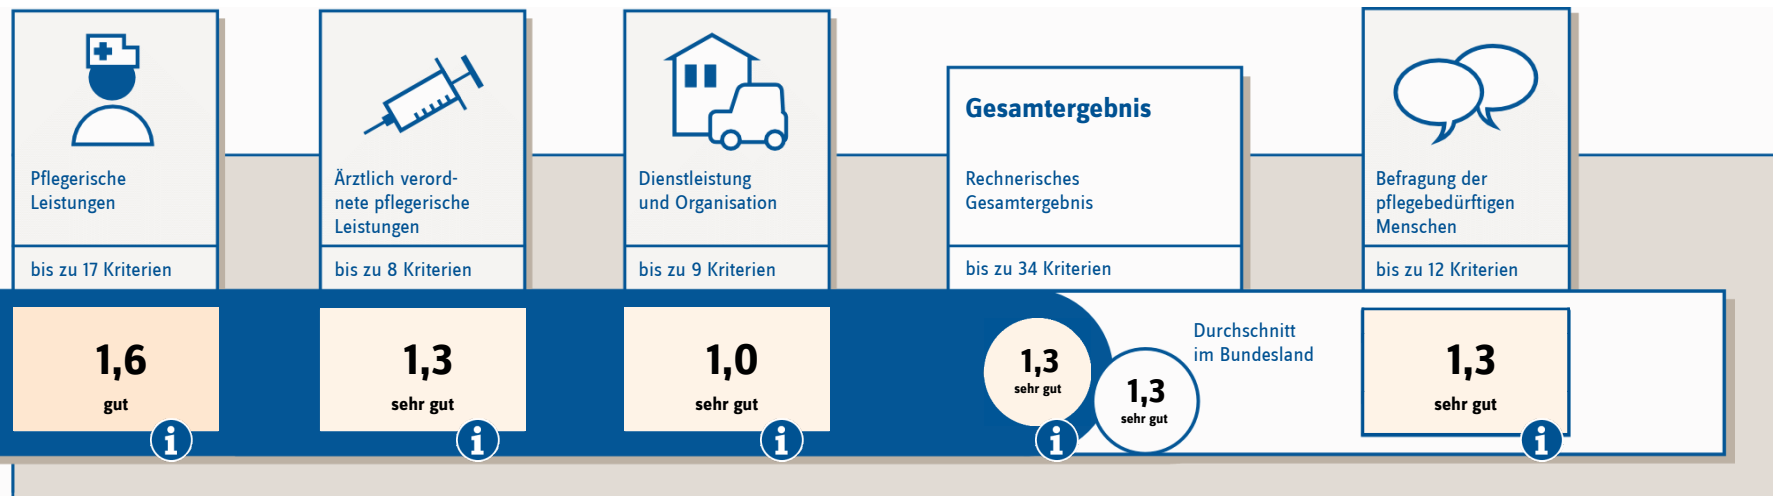 Pflegerische
Leistungen
bis zu 17 Kriterien
1,6
gut
i
Ärztlich verord-
nete pflegerische
Leistungen
bis zu 8 Kriterien
1,3
sehr gut
i
Dienstleistung
und Organisation
bis zu 9 Kriterien
1,0
sehr gut
i
Gesamtergebnis
Rechnerisches
Gesamtergebnis
bis zu 34 Kriterien
1,3
sehr gut
i
Durchschnitt
im Bundesland
1,3
sehr gut
Befragung der
pflegebedürftigen
Menschen
bis zu 12 Kriterien
1,3
sehr gut
i